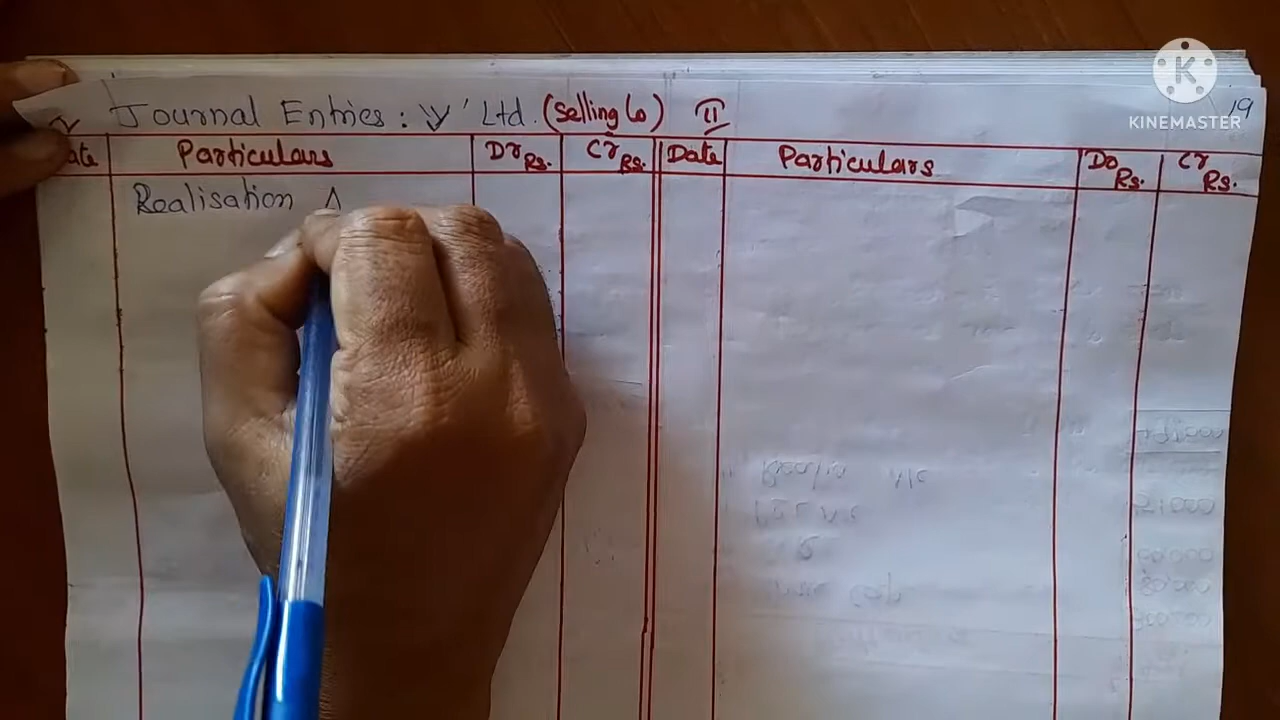 K
KINEMASTER
19
Journal Entries: 'V' Ltd. (Selling Co) II
Date Particulars Dr Rs. Cr Rs. Date Particulars Dr Rs. Cr Rs.
Realisation A